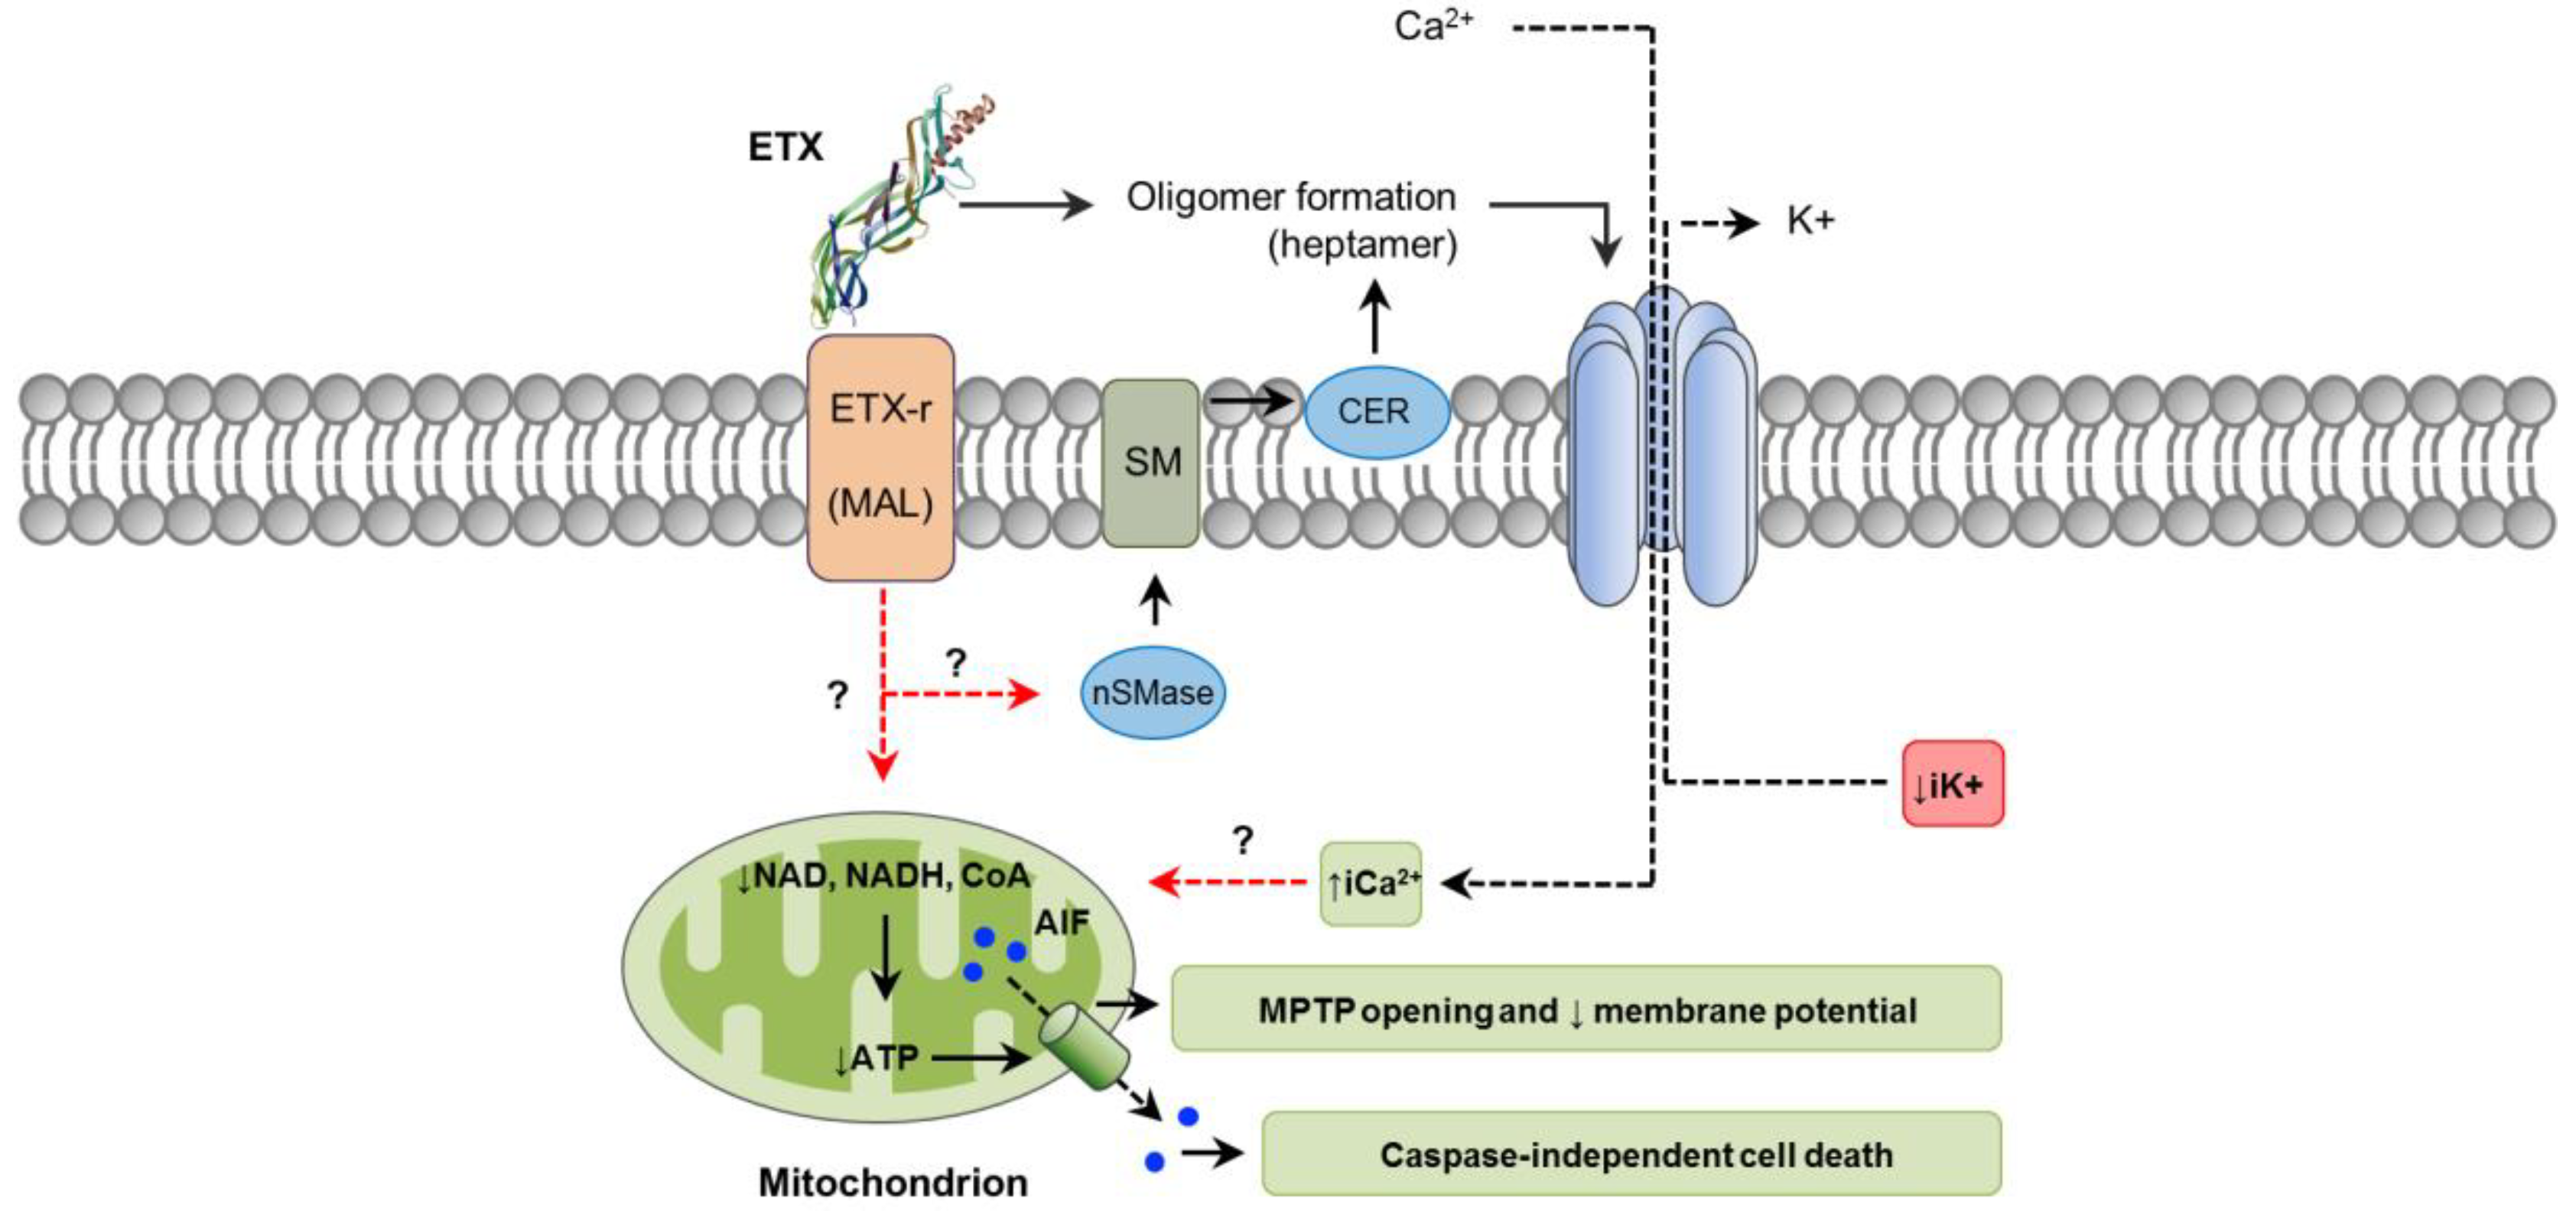 Ca²⁺
ETX
Oligomer formation
(heptamer)
K+
ETX-r
(MAL)
SM
CER
?
?
nSMase
↓iK+
?
↑iCa²⁺
↓NAD, NADH, CoA
AIF
MPTP opening and ↓ membrane potential
↓ATP
Caspase-independent cell death
Mitochondrion